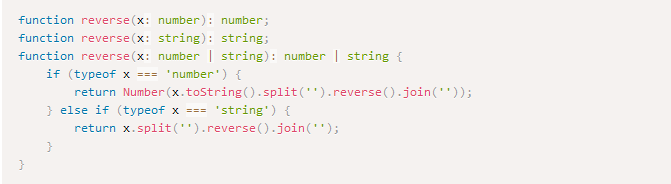 function reverse(x: number): number;
function reverse(x: string): string;
function reverse(x: number | string): number | string {
    if (typeof x === 'number') {
        return Number(x.toString().split('').reverse().join(''));
    } else if (typeof x === 'string') {
        return x.split('').reverse().join('');
    }
}